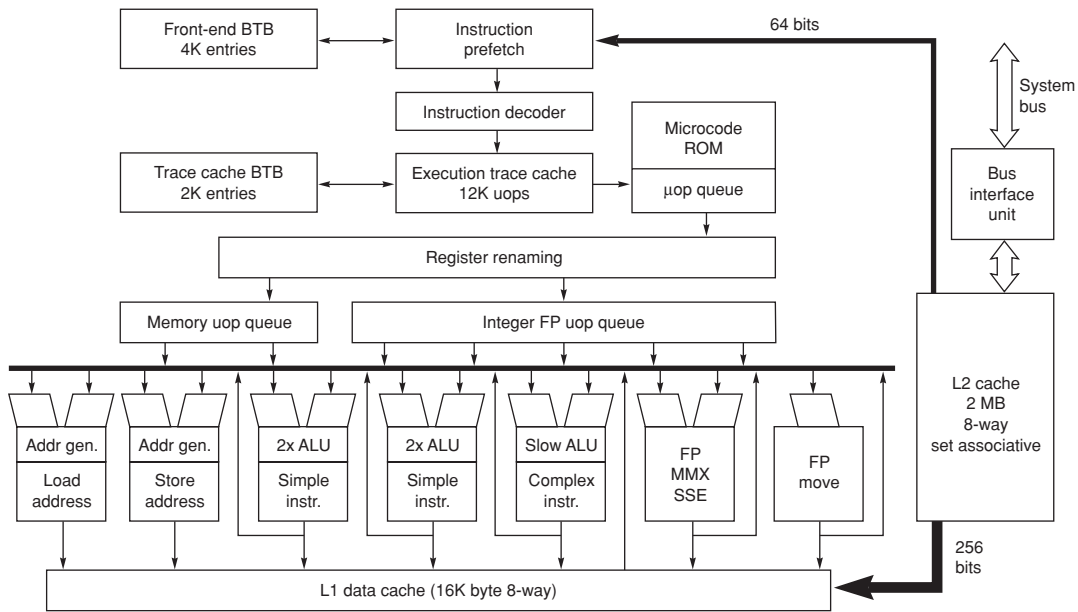 Front-end BTB
4K entries
Instruction
prefetch
64 bits
System
bus
Instruction decoder
Microcode
ROM
Trace cache BTB
2K entries
Execution trace cache
12K uops
μop queue
Bus
interface
unit
Register renaming
Memory uop queue
Integer FP uop queue
L2 cache
2 MB
8-way
set associative
Addr gen.
Load
address
Addr gen.
Store
address
2x ALU
Simple
instr.
2x ALU
Simple
instr.
Slow ALU
Complex
instr.
FP
MMX
SSE
FP
move
256
bits
L1 data cache (16K byte 8-way)